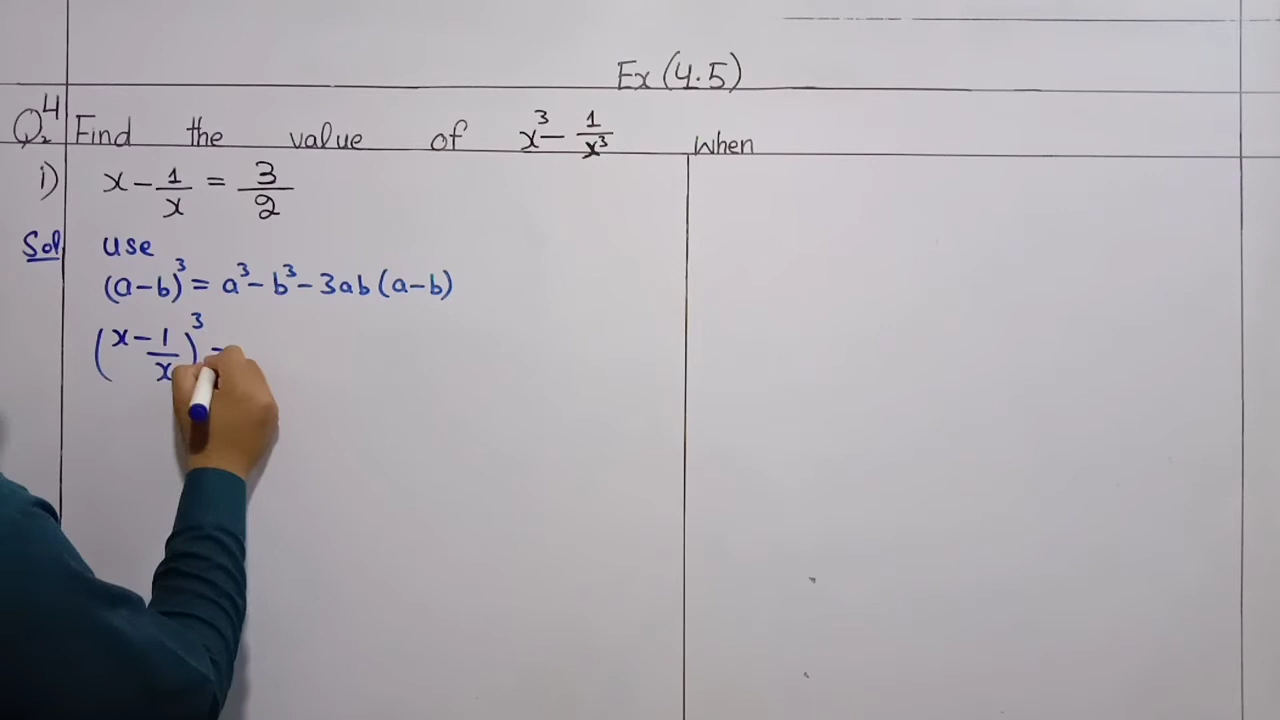 Ex (4.5)
Q4 Find the value of x³ - 1/x³ when
i) x - 1/x = 3/2
Sol use
(a-b)³ = a³ - b³ - 3ab (a-b)
(x - 1/x)³ =